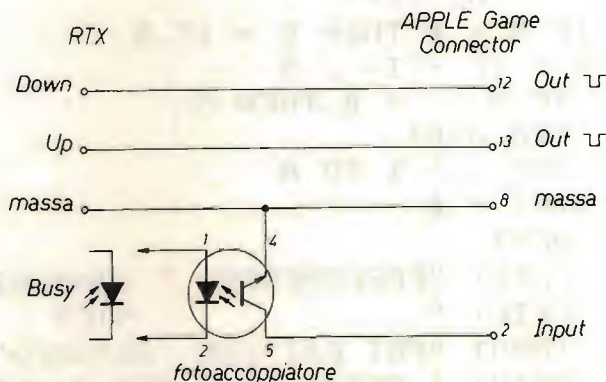 RTX
APPLE Game
Connector
Down 12 Out
Up 13 Out
massa 8 massa
1 4
Busy
2 5 2 Input
fotoaccoppiatore